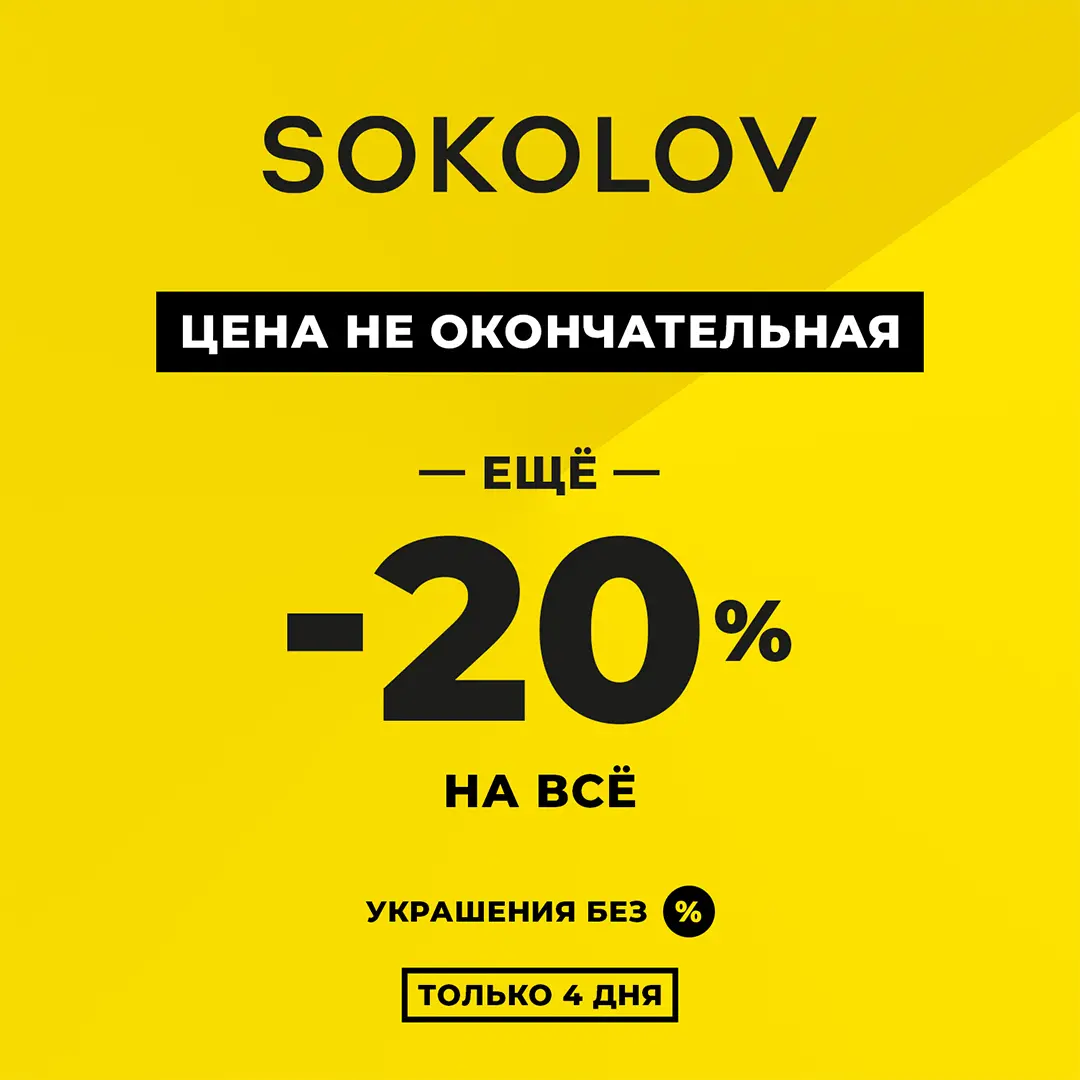 SOKOLOV
ЦЕНА НЕ ОКОНЧАТЕЛЬНАЯ
— ЕЩЁ —
-20%
НА ВСЁ
УКРАШЕНИЯ БЕЗ %
ТОЛЬКО 4 ДНЯ